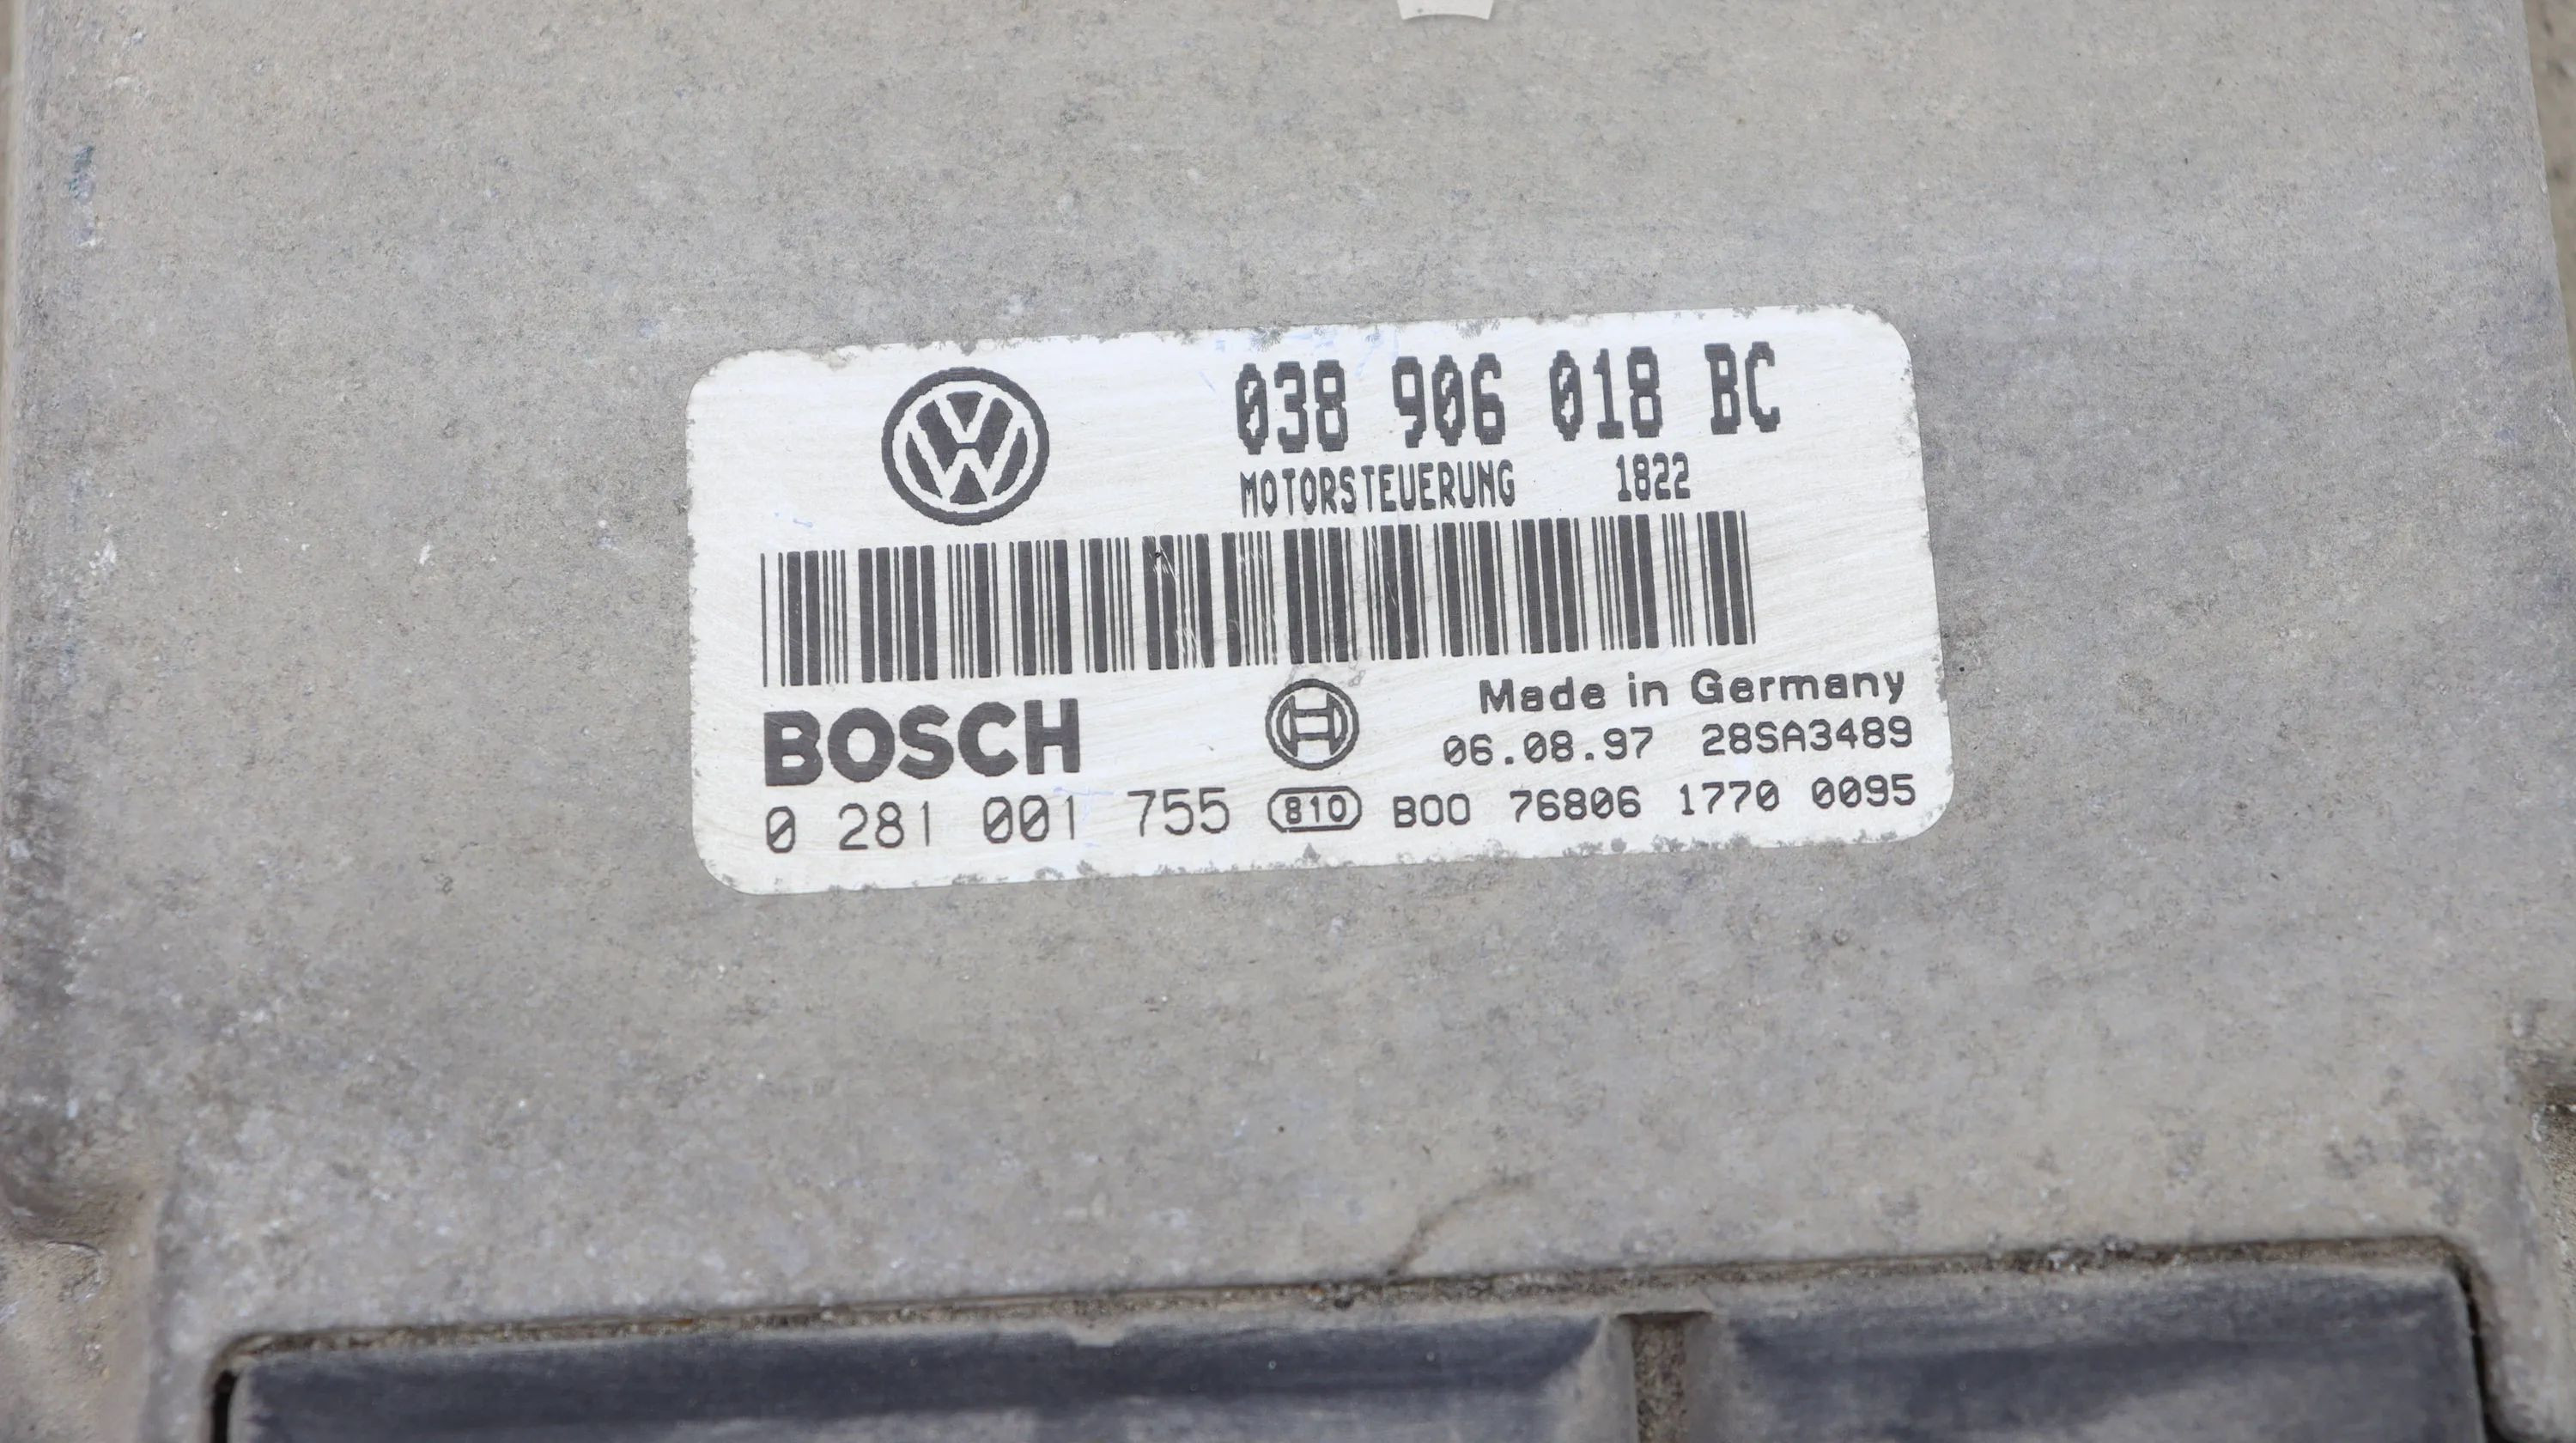 038 906 018 BC
MOTORSTEUERUNG 1822
BOSCH
Made in Germany
06.08.97 28SA3489
0 281 001 755 810 B00 76806 1770 0095